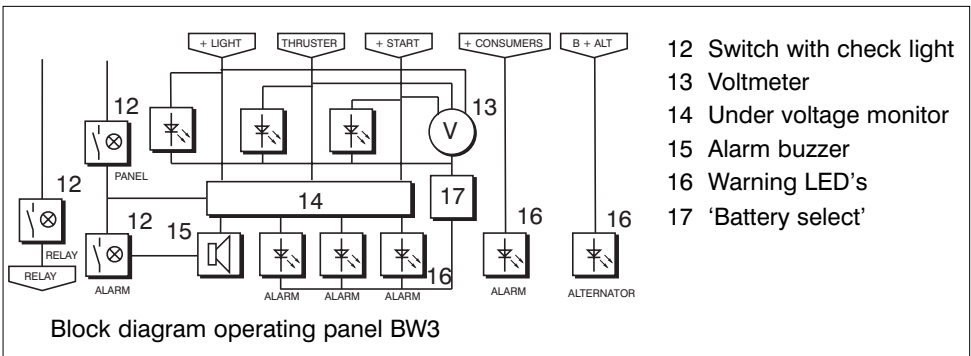 + LIGHT THRUSTER + START + CONSUMERS B + ALT
12 Switch with check light
13 Voltmeter
14 Under voltage monitor
15 Alarm buzzer
16 Warning LED's
17 ‘Battery select’
12
13
V
PANEL
12
14
17
12
15
16
16
RELAY
16
RELAY
ALARM
ALARM ALARM ALARM
ALARM
ALTERNATOR
Block diagram operating panel BW3